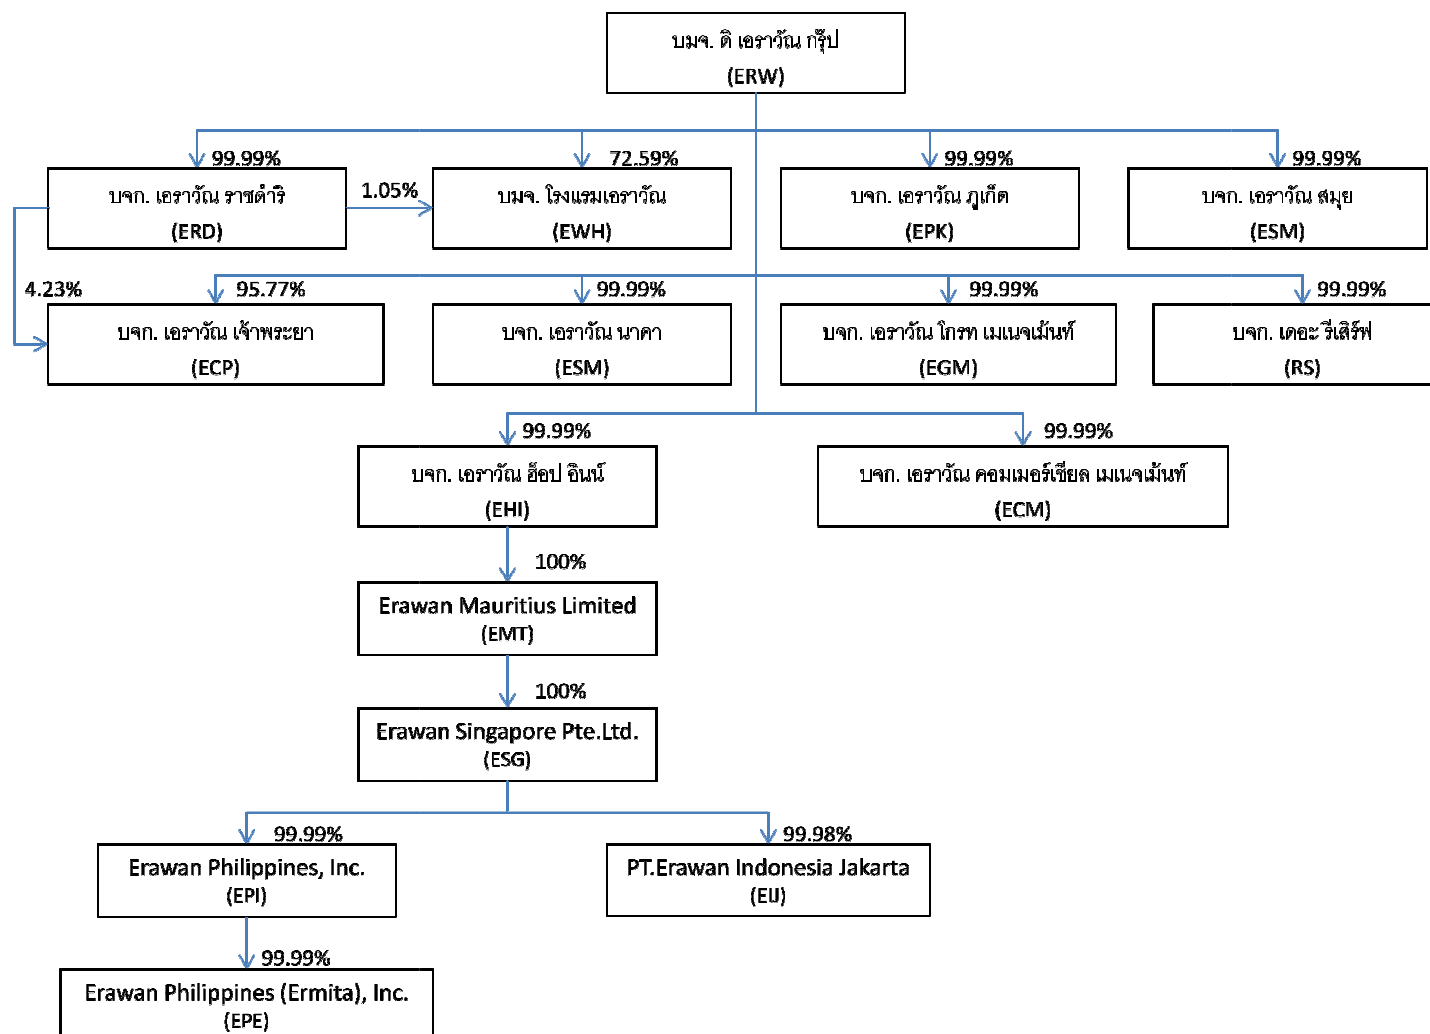 บมจ. ดิ เอราวัณ กรุ๊ป
(ERW)
99.99%
72.59%
99.99%
99.99%
บจก. เอราวัณ ราชดำริ
(ERD)
1.05%
บมจ. โรงแรมเอราวัณ
(EWH)
บจก. เอราวัณ ภูเก็ต
(EPK)
บจก. เอราวัณ สมุย
(ESM)
4.23%
95.77%
99.99%
99.99%
99.99%
บจก. เอราวัณ เจ้าพระยา
(ECP)
บจก. เอราวัณ นาคา
(ESM)
บจก. เอราวัณ โกรท เมเนจเม้นท์
(EGM)
บจก. เดอะ รีเสิร์ฟ
(RS)
99.99%
99.99%
บจก. เอราวัณ ฮ็อป อินน์
(EHI)
บจก. เอราวัณ คอมเมอร์เชียล เมเนจเม้นท์
(ECM)
100%
Erawan Mauritius Limited
(EMT)
100%
Erawan Singapore Pte.Ltd.
(ESG)
99.99%
99.98%
Erawan Philippines, Inc.
(EPI)
PT.Erawan Indonesia Jakarta
(EIJ)
99.99%
Erawan Philippines (Ermita), Inc.
(EPE)